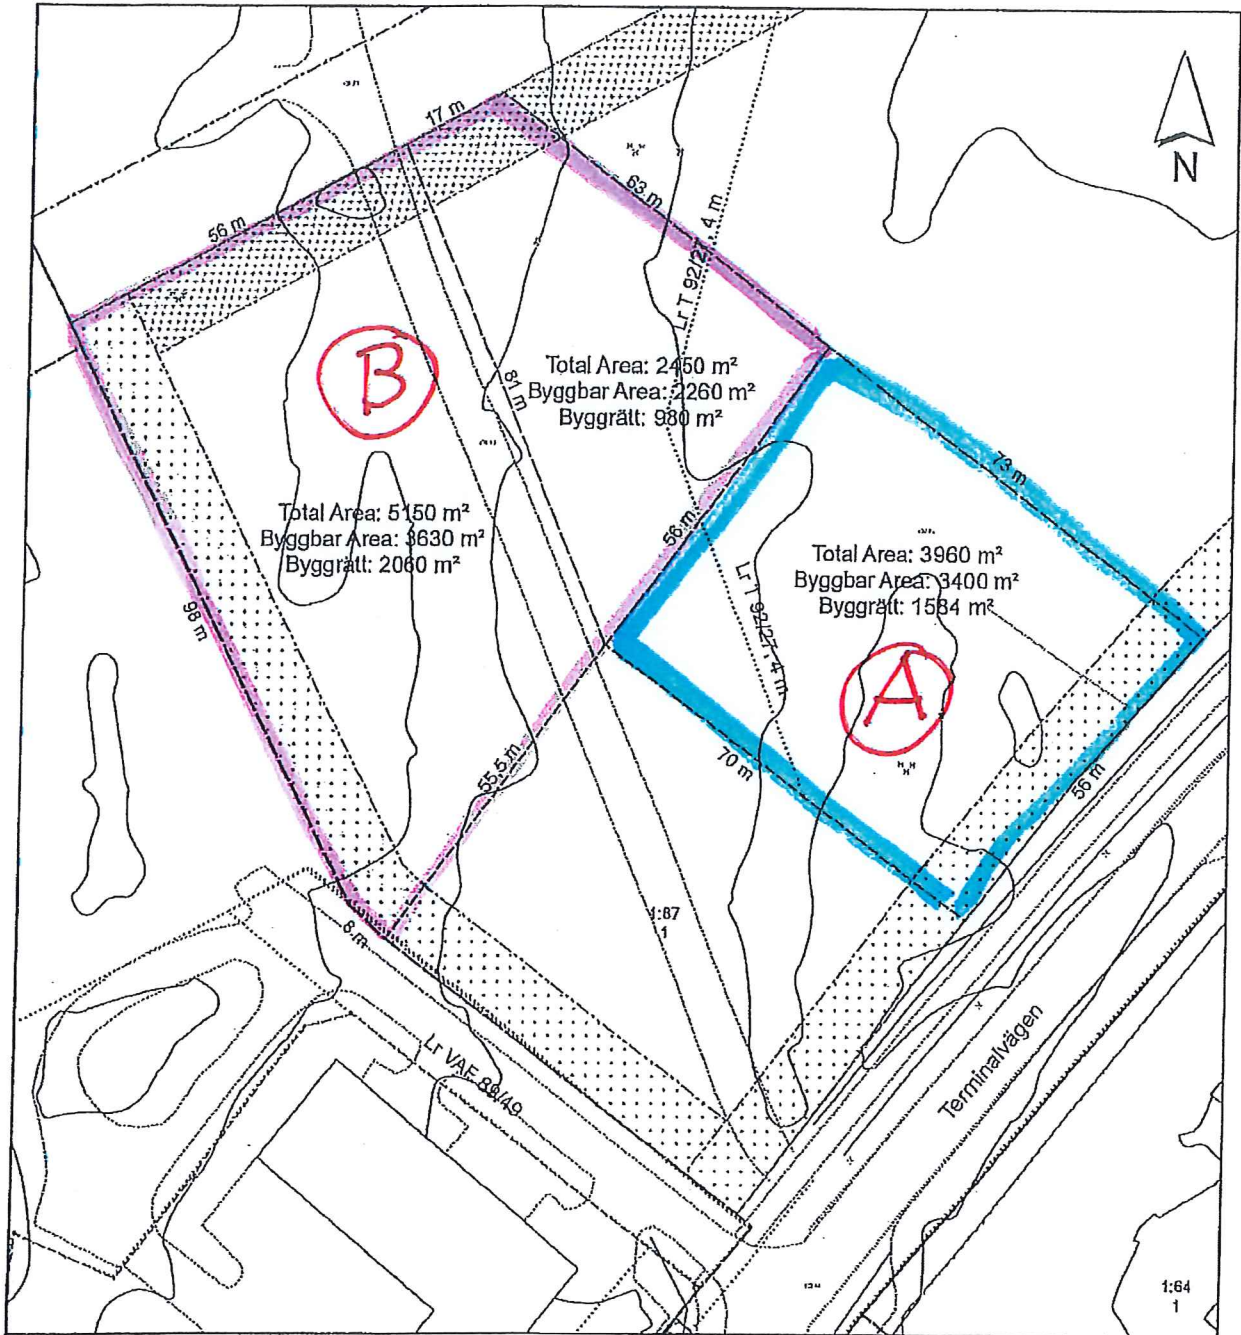 17 m
N
63 m
56 m
Lr T 92/27, 4 m
B
81 m
Total Area: 2450 m²
Byggbar Area: 2260 m²
Byggrätt: 980 m²
73 m
Total Area: 5150 m²
Byggbar Area: 3630 m²
Byggrätt: 2060 m²
56 m
Total Area: 3960 m²
Byggbar Area: 3400 m²
Byggrätt: 1584 m²
Lr T 92/27, 4 m
98 m
A
70 m
55,5 m
56 m
1:87
1
8 m
Lr VAF 89/49
Terminalvägen
1:64
1